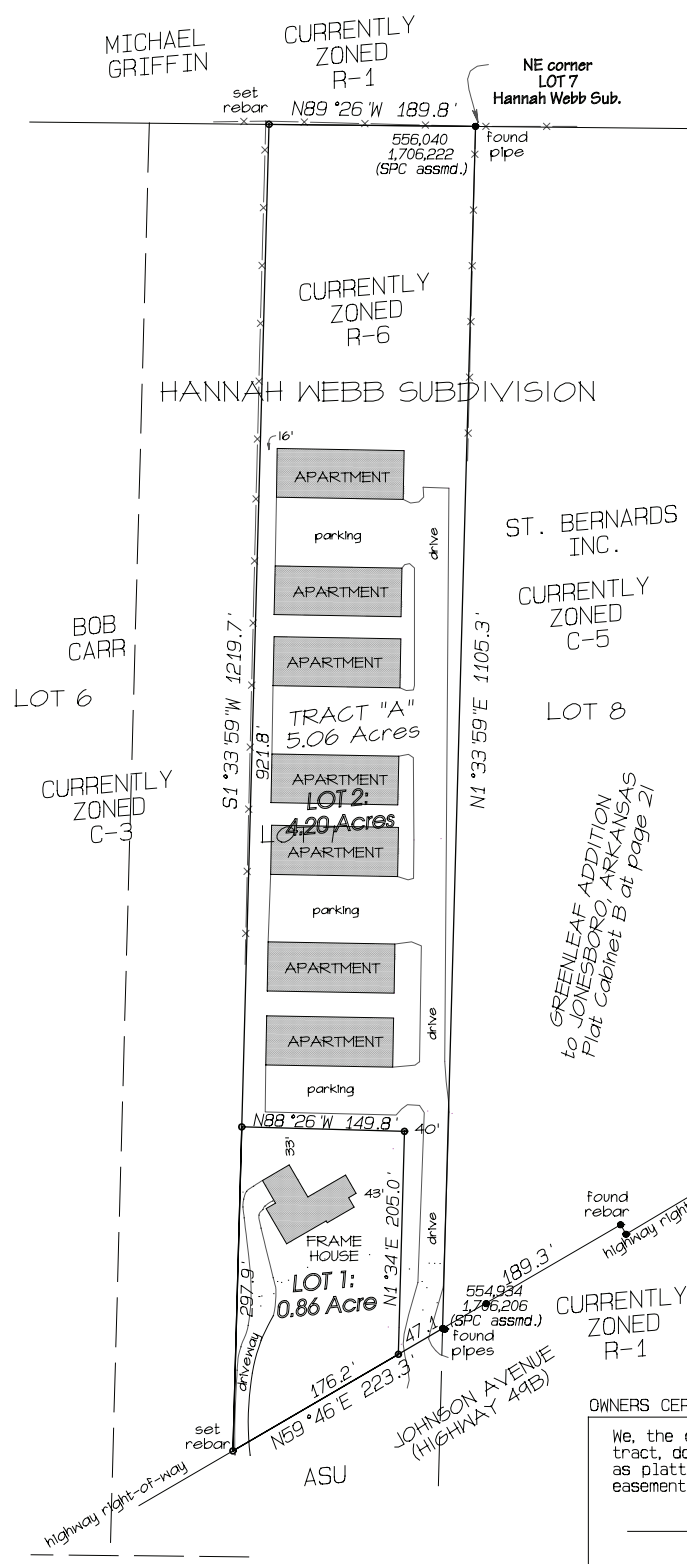 MICHAEL
GRIFFIN
CURRENTLY
ZONED
R-1
NE corner
LOT 7
Hannah Webb Sub.
set
rebar
N89°26'W 189.8'
556,040
1,706,222
(SPC assmd.)
found
pipe
CURRENTLY
ZONED
R-6
HANNAH WEBB SUBDIVISION
16'
APARTMENT
parking
drive
ST. BERNARDS
INC.
APARTMENT
CURRENTLY
ZONED
C-5
BOB
CARR
APARTMENT
S1°33'59"W 1219.7'
921.8'
N1°33'59"E 1105.3'
LOT 6
TRACT "A"
5.06 Acres
LOT 8
CURRENTLY
ZONED
C-3
APARTMENT
LOT 2:
4.20 Acres
APARTMENT
GREENLEAF ADDITION
to JONESBORO, ARKANSAS
Plat Cabinet B at page 21
parking
APARTMENT
drive
APARTMENT
parking
N88°26'W 149.8'
40'
33'
43'
FRAME
HOUSE
N1°34'E 205.0'
drive
found
rebar
highway
LOT 1:
0.86 Acre
297.9'
driveway
189.3'
554,934
1,706,206
(SPC assmd.)
47.1'
found
pipes
CURRENTLY
ZONED
R-1
176.2'
N59°46'E 223.3'
JOHNSON AVENUE
(HIGHWAY 49B)
set
rebar
ASU
highway right-of-way
OWNERS
We, the
tract,
as
easement